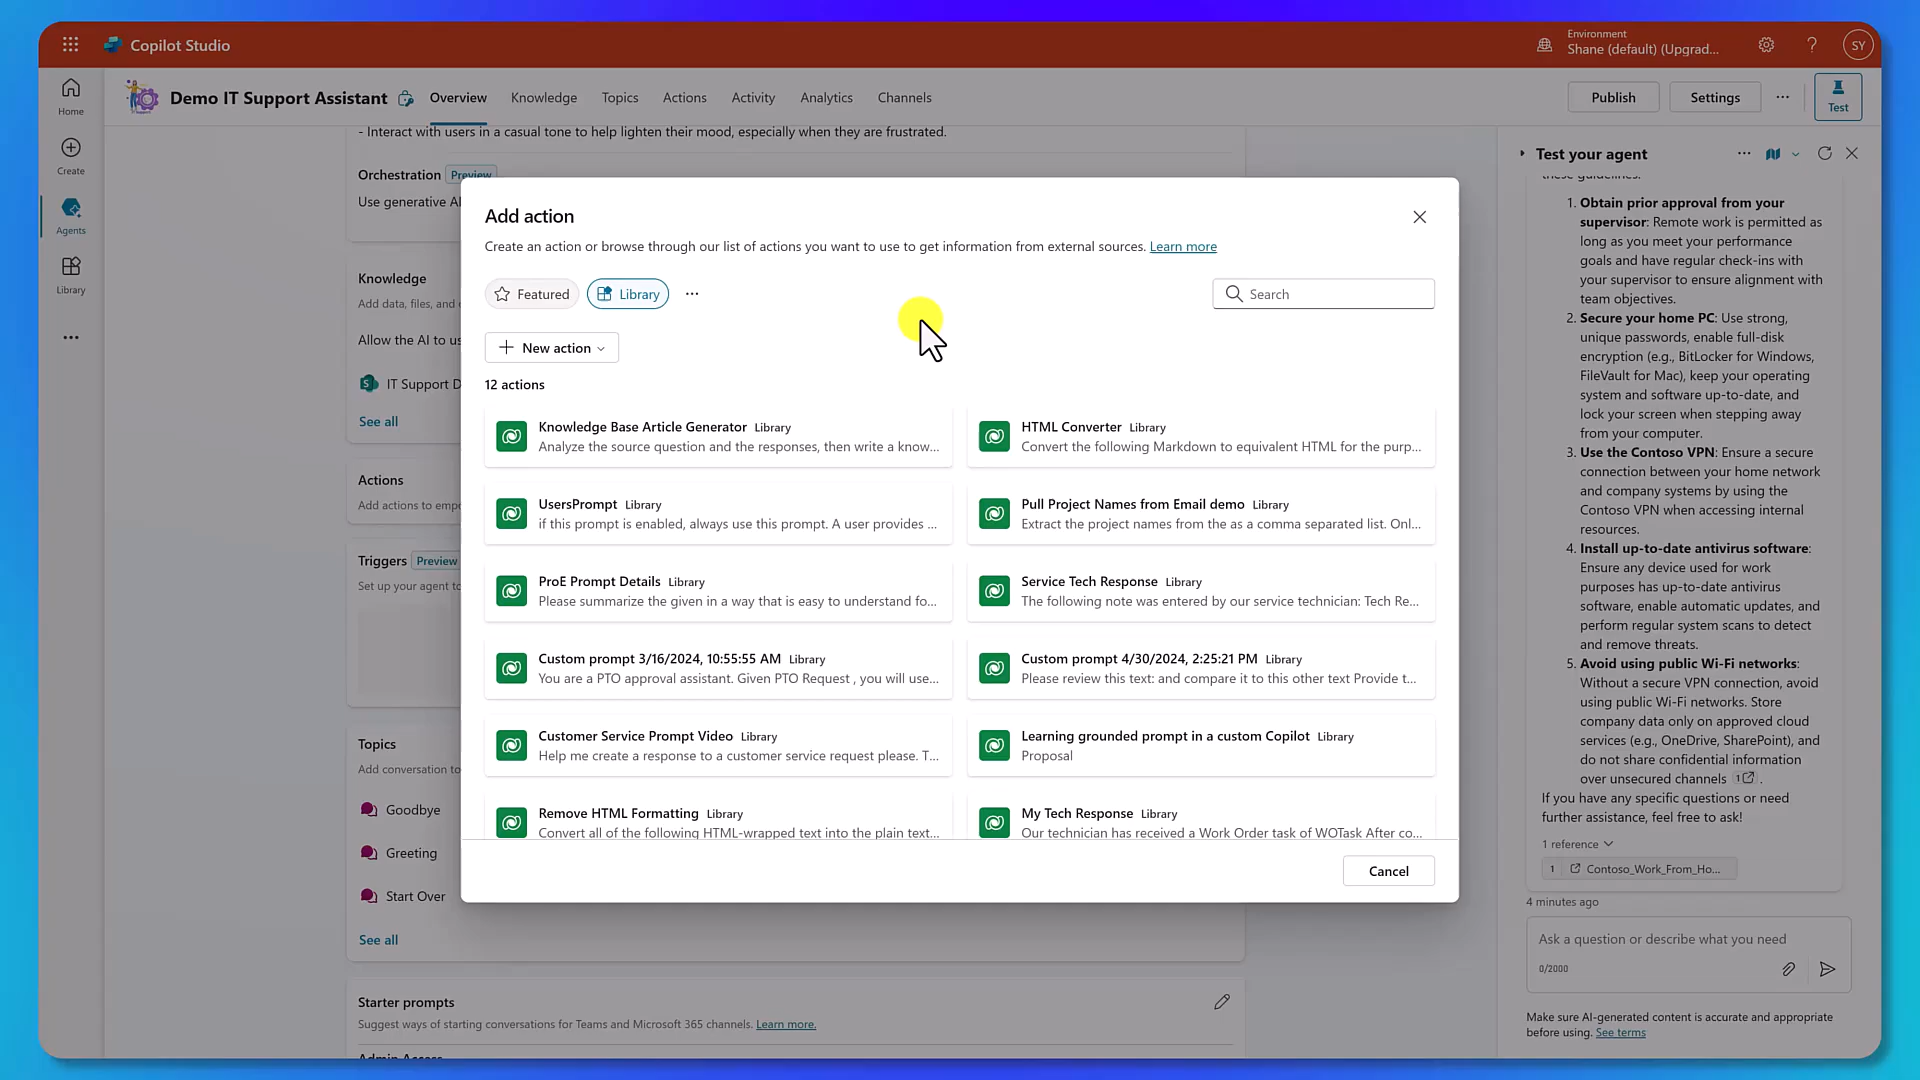 Copilot Studio
Environment
Shane (default) (Upgrad...
?
SY
Home
Create
Agents
Library
Demo IT Support Assistant
Overview
Knowledge
Topics
Actions
Activity
Analytics
Channels
Publish
Settings
Test
- Interact with users in a casual tone to help lighten their mood, especially when they are frustrated.
Orchestration
Preview
Use generative AI
Knowledge
Add data, files, and
Allow the AI to us
IT Support D
See all
Actions
Add actions to emp
Triggers
Preview
Set up your agent to
Topics
Add conversation to
Goodbye
Greeting
Start Over
See all
Starter prompts
Suggest ways of starting conversations for Teams and Microsoft 365 channels. Learn more.
Admin Access
Add action
Create an action or browse through our list of actions you want to use to get information from external sources. Learn more
Featured
Library
Search
New action
12 actions
Knowledge Base Article Generator Library
Analyze the source question and the responses, then write a know...
HTML Converter Library
Convert the following Markdown to equivalent HTML for the purp...
UsersPrompt Library
if this prompt is enabled, always use this prompt. A user provides ...
Pull Project Names from Email demo Library
Extract the project names from the as a comma separated list. Onl...
ProE Prompt Details Library
Please summarize the given in a way that is easy to understand fo...
Service Tech Response Library
The following note was entered by our service technician: Tech Re...
Custom prompt 3/16/2024, 10:55:55 AM Library
You are a PTO approval assistant. Given PTO Request , you will use...
Custom prompt 4/30/2024, 2:25:21 PM Library
Please review this text: and compare it to this other text Provide t...
Customer Service Prompt Video Library
Help me create a response to a customer service request please. T...
Learning grounded prompt in a custom Copilot Library
Proposal
Remove HTML Formatting Library
Convert all of the following HTML-wrapped text into the plain text...
My Tech Response Library
Our technician has received a Work Order task of WOTask After co...
Cancel
Test your agent
these guidelines.
1. Obtain prior approval from your
supervisor: Remote work is permitted as
long as you meet your performance
goals and have regular check-ins with
your supervisor to ensure alignment with
team objectives.
2. Secure your home PC: Use strong,
unique passwords, enable full-disk
encryption (e.g., BitLocker for Windows,
FileVault for Mac), keep your operating
system and software up-to-date, and
lock your screen when stepping away
from your computer.
3. Use the Contoso VPN: Ensure a secure
connection between your home network
and company systems by using the
Contoso VPN when accessing internal
resources.
4. Install up-to-date antivirus software:
Ensure any device used for work
purposes has up-to-date antivirus
software, enable automatic updates, and
perform regular system scans to detect
and remove threats.
5. Avoid using public Wi-Fi networks:
Without a secure VPN connection, avoid
using public Wi-Fi networks. Store
company data only on approved cloud
services (e.g., OneDrive, SharePoint), and
do not share confidential information
over unsecured channels 1 .
If you have any specific questions or need
further assistance, feel free to ask!
1 reference
1 Contoso_Work_From_Ho...
4 minutes ago
Ask a question or describe what you need
0/2000
Make sure AI-generated content is accurate and appropriate
before using. See terms